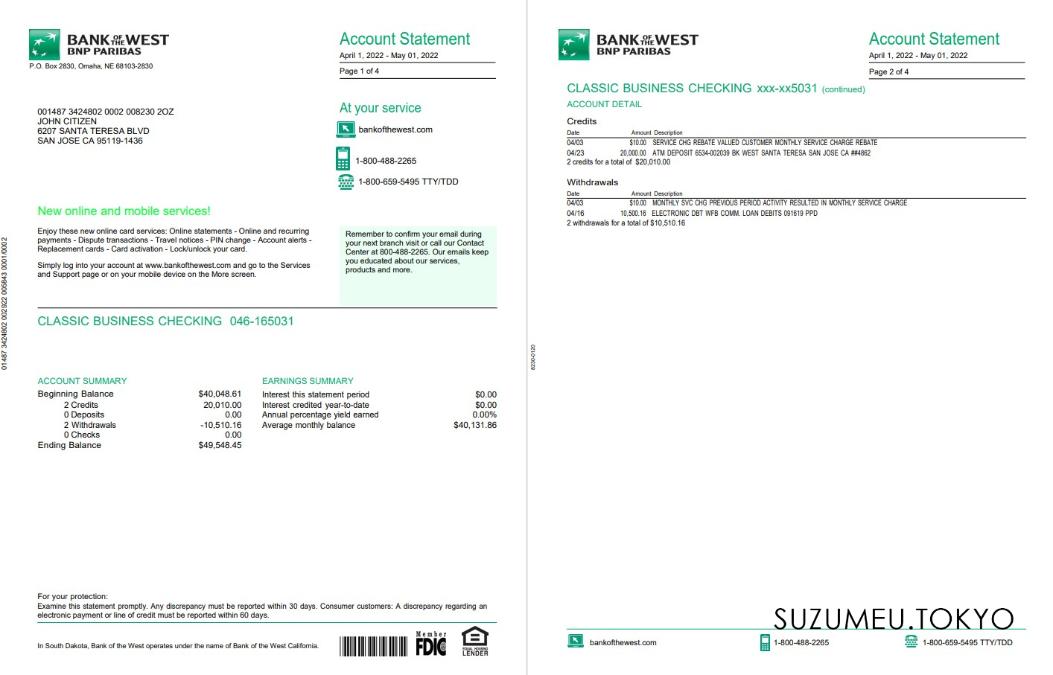 BANK OF THE WEST
BNP PARIBAS
P.O. Box 2830, Omaha, NE 68103-2830
Account Statement
April 1, 2022 - May 01, 2022
Page 1 of 4
001487 3424802 0002 008230 2OZ
JOHN CITIZEN
6207 SANTA TERESA BLVD
SAN JOSE CA 95119-1436
At your service
bankofthewest.com
1-800-488-2265
1-800-659-5495 TTY/TDD
New online and mobile services!
Enjoy these new online card services: Online statements - Online and recurring
payments - Dispute transactions - Travel notices - PIN change - Account alerts -
Replacement cards - Card activation - Lock/unlock your card.
Simply log into your account at www.bankofthewest.com and go to the Services
and Support page or on your mobile device on the More screen.
Remember to confirm your email during
your next branch visit or call our Contact
Center at 800-488-2265. Our emails keep
you educated about our services,
products and more.
01487 3424802 002922 005843 0001/0002
CLASSIC BUSINESS CHECKING 046-165031
ACCOUNT SUMMARY
Beginning Balance $40,048.61
2 Credits 20,010.00
0 Deposits 0.00
2 Withdrawals -10,510.16
0 Checks 0.00
Ending Balance $49,548.45
EARNINGS SUMMARY
Interest this statement period $0.00
Interest credited year-to-date $0.00
Annual percentage yield earned 0.00%
Average monthly balance $40,131.86
For your protection:
Examine this statement promptly. Any discrepancy must be reported within 30 days. Consumer customers: A discrepancy regarding an
electronic payment or line of credit must be reported within 60 days.
In South Dakota, Bank of the West operates under the name of Bank of the West California.
Member
FDIC
EQUAL HOUSING
LENDER
BANK OF THE WEST
BNP PARIBAS
Account Statement
April 1, 2022 - May 01, 2022
Page 2 of 4
CLASSIC BUSINESS CHECKING xxx-xx5031 (continued)
ACCOUNT DETAIL
Credits
Date Amount Description
04/03 $10.00 SERVICE CHG REBATE VALUED CUSTOMER MONTHLY SERVICE CHARGE REBATE
04/23 20,000.00 ATM DEPOSIT 6534-002039 BK WEST SANTA TERESA SAN JOSE CA ##4862
2 credits for a total of $20,010.00
Withdrawals
Date Amount Description
04/03 $10.00 MONTHLY SVC CHG PREVIOUS PERIOD ACTIVITY RESULTED IN MONTHLY SERVICE CHARGE
04/16 10,500.16 ELECTRONIC DBT WFB COMM. LOAN DEBITS 091619 PPD
2 withdrawals for a total of $10,510.16
8230-0120
SUZUMEU.TOKYO
bankofthewest.com
1-800-488-2265
1-800-659-5495 TTY/TDD